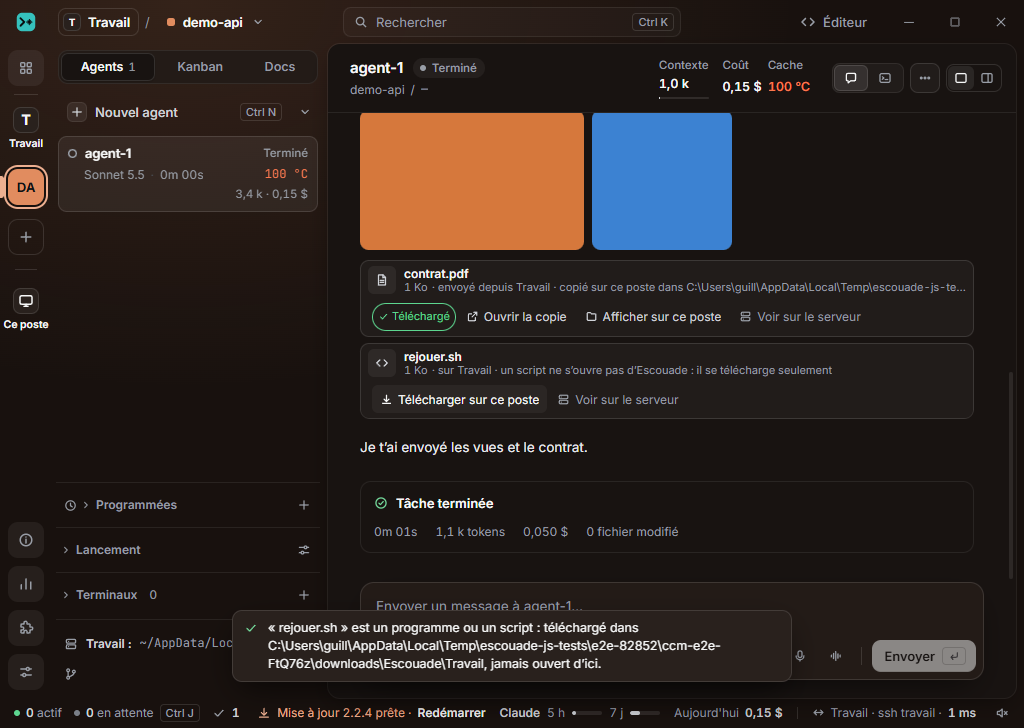 T Travail / demo-api
Rechercher Ctrl K
Éditeur
Agents 1 Kanban Docs
agent-1 Terminé
demo-api / –
Contexte 1,0 k
Coût 0,15 $
Cache 100 °C
T
Travail
DA
Ce poste
Nouvel agent Ctrl N
agent-1 Terminé
Sonnet 5.5 · 0m 00s 100 °C
3,4 k · 0,15 $
contrat.pdf
1 Ko · envoyé depuis Travail · copié sur ce poste dans C:\Users\guill\AppData\Local\Temp\escouade-js-te…
Téléchargé Ouvrir la copie Afficher sur ce poste Voir sur le serveur
rejouer.sh
1 Ko · sur Travail · un script ne s’ouvre pas d’Escouade : il se télécharge seulement
Télécharger sur ce poste Voir sur le serveur
Je t’ai envoyé les vues et le contrat.
Tâche terminée
0m 01s 1,1 k tokens 0,050 $ 0 fichier modifié
Programmées
Lancement
Terminaux 0
Travail : ~/AppData/Loc
Envoyer un message à agent-1…
« rejouer.sh » est un programme ou un script : téléchargé dans
C:\Users\guill\AppData\Local\Temp\escouade-js-tests\e2e-82852\ccm-e2e-
FtQ76z\downloads\Escouade\Travail, jamais ouvert d’ici.
Envoyer
0 actif 0 en attente Ctrl J 1 Mise à jour 2.2.4 prête · Redémarrer Claude 5 h 7 j Aujourd’hui 0,15 $ Travail · ssh travail · 1 ms